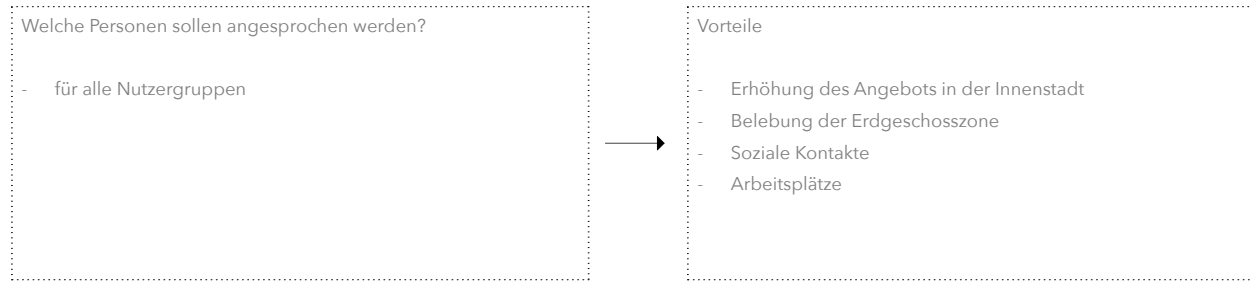 Welche Personen sollen angesprochen werden?
- für alle Nutzergruppen
Vorteile
- Erhöhung des Angebots in der Innenstadt
- Belebung der Erdgeschosszone
- Soziale Kontakte
- Arbeitsplätze